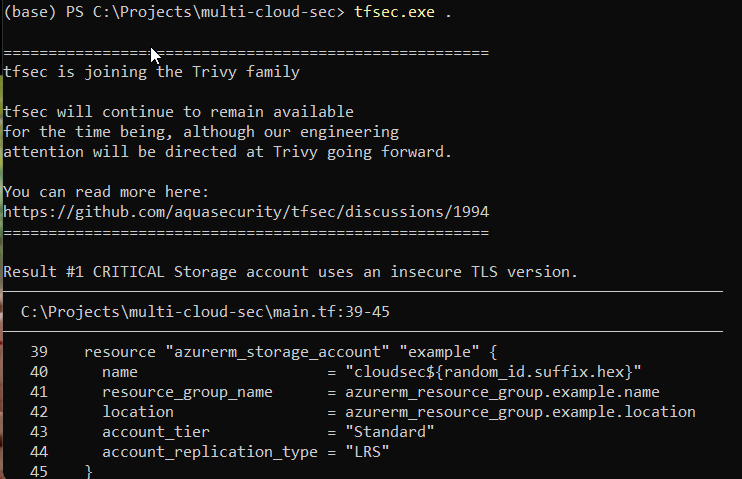 (base) PS C:\Projects\multi-cloud-sec> tfsec.exe .
======================================================
tfsec is joining the Trivy family
tfsec will continue to remain available
for the time being, although our engineering
attention will be directed at Trivy going forward.
You can read more here:
https://github.com/aquasecurity/tfsec/discussions/1994
======================================================
Result #1 CRITICAL Storage account uses an insecure TLS version.
C:\Projects\multi-cloud-sec\main.tf:39-45
39    resource "azurerm_storage_account" "example" {
40      name                     = "cloudsec${random_id.suffix.hex}"
41      resource_group_name      = azurerm_resource_group.example.name
42      location                 = azurerm_resource_group.example.location
43      account_tier             = "Standard"
44      account_replication_type = "LRS"
45    }